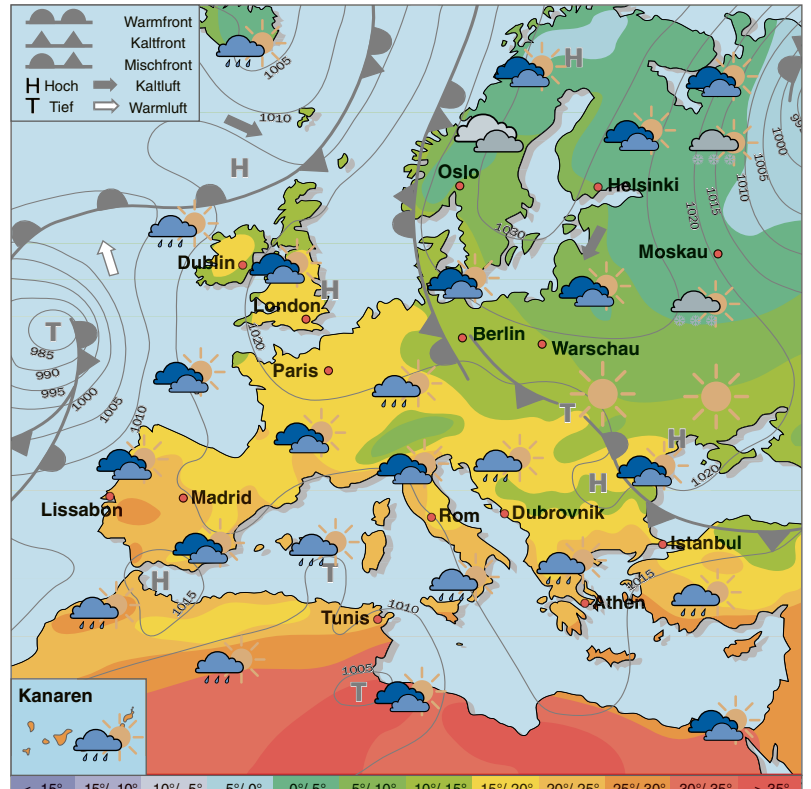 Warmfront
Kaltfront
Mischfront
H Hoch Kaltluft
T Tief Warmluft
1005
1010
H
H
Oslo
Helsinki
1030
Moskau
1020
1015
1010
1005
1000
Dublin
London
H
1020
T
985
990
995
1000
1005
1010
Paris
Berlin
Warschau
T
H
H
1020
Lissabon
Madrid
Rom
Dubrovnik
Istanbul
H
1015
T
1010
Tunis
Athen
1015
1005
T
Kanaren